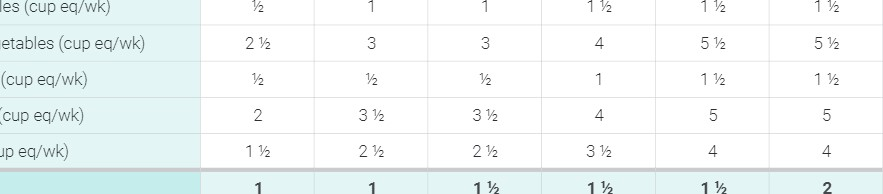 (cup eq/wk) ½ 1 1 1 ½ 1 ½ 1 ½
(cup eq/wk) 2 ½ 3 3 4 5 ½ 5 ½
(cup eq/wk) ½ ½ ½ 1 1 ½ 1 ½
(cup eq/wk) 2 3 ½ 3 ½ 4 5 5
eq/wk) 1 ½ 2 ½ 2 ½ 3 ½ 4 4
1 1 1 ½ 1 ½ 1 ½ 2